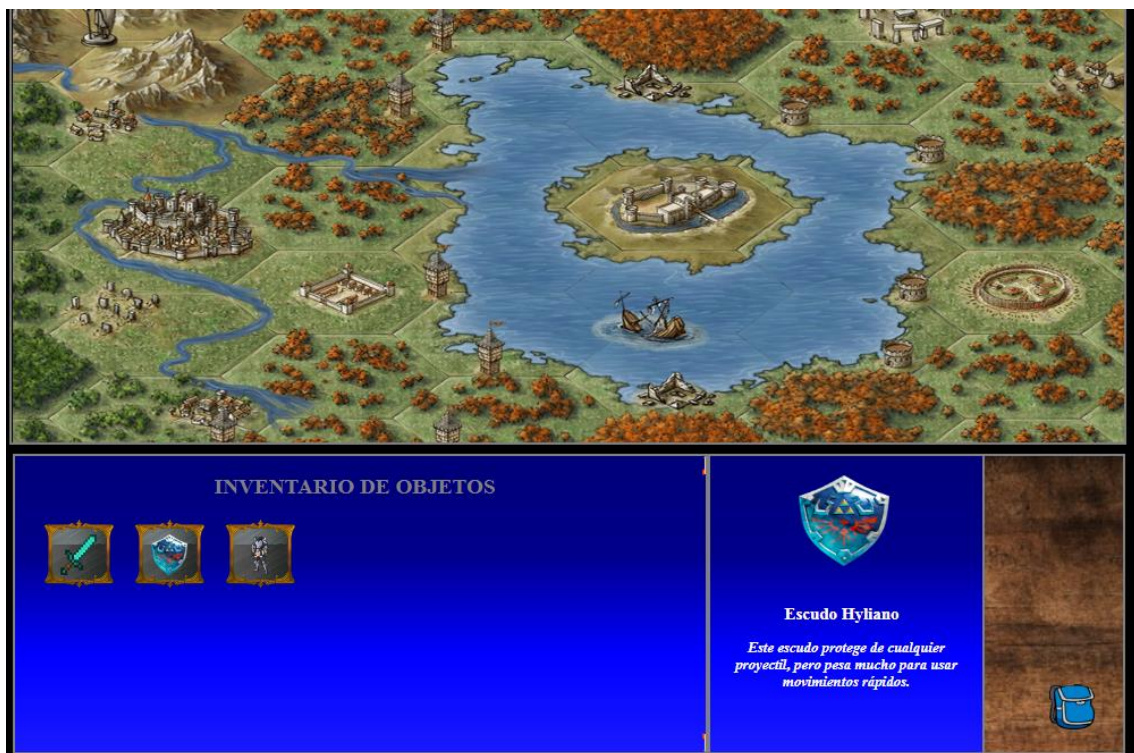 INVENTARIO DE OBJETOS
Escudo Hyliano
Este escudo protege de cualquier
proyectil, pero pesa mucho para usar
movimientos rápidos.